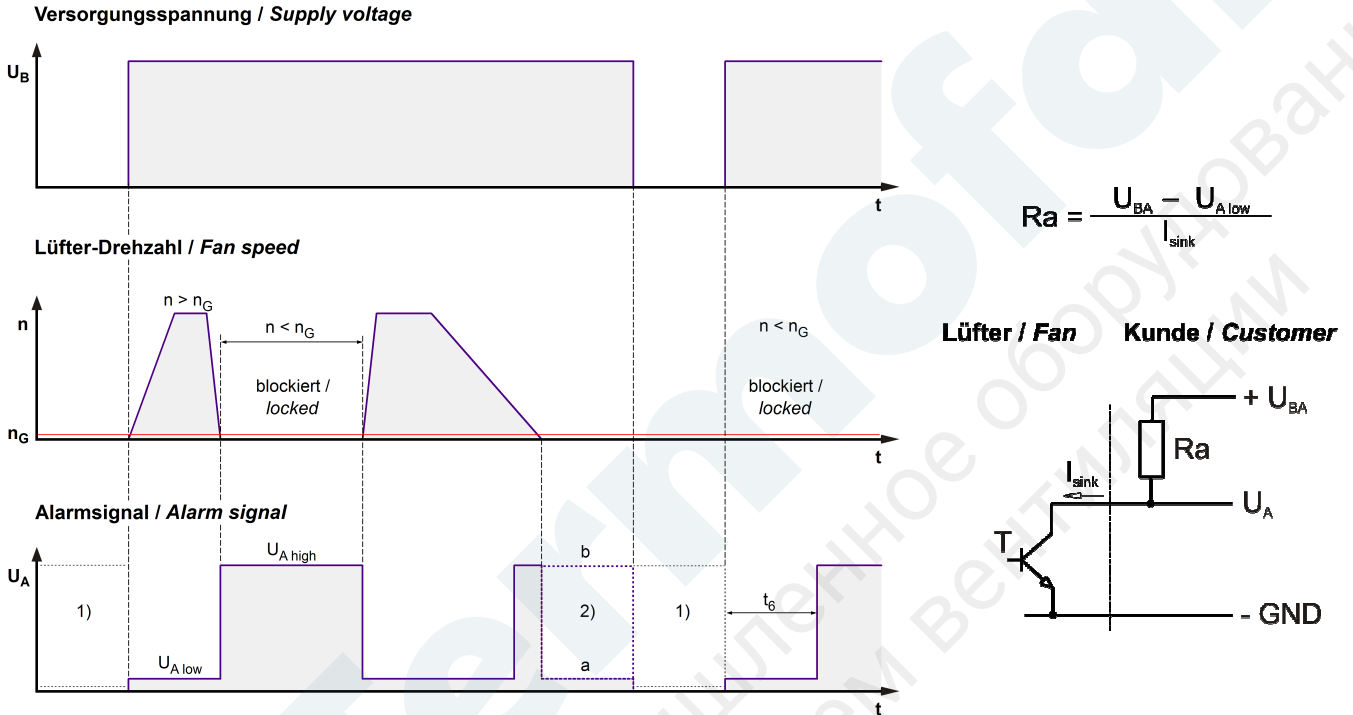 Versorgungsspannung / Supply voltage
U_B
t
Lüfter-Drehzahl / Fan speed
n
n > n_G
n < n_G
blockiert /
locked
n < n_G
blockiert /
locked
n_G
t
Alarmsignal / Alarm signal
U_A
1)
U_A low
U_A high
b
2)
a
1)
t_6
t
Ra = (U_BA – U_A low) / I_sink
Lüfter / Fan
Kunde / Customer
+ U_BA
Ra
I_sink
U_A
T
- GND
termofa
вентиляции